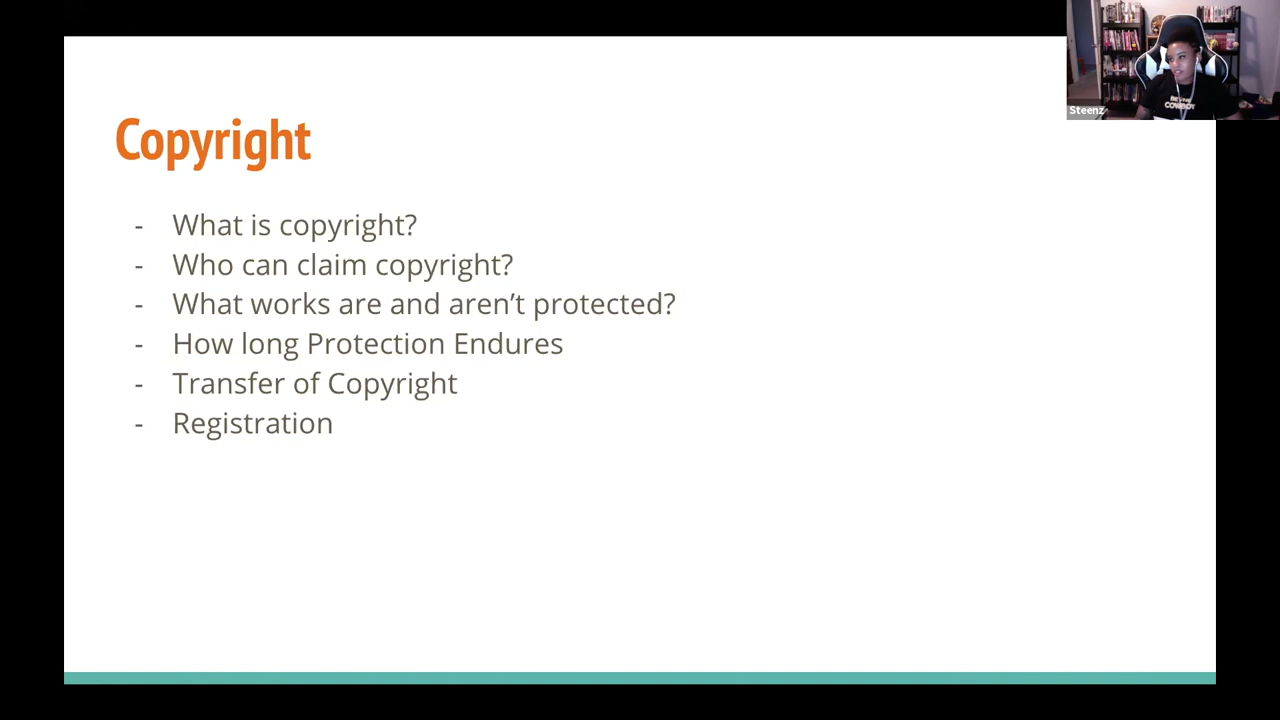 Copyright
- What is copyright?
- Who can claim copyright?
- What works are and aren’t protected?
- How long Protection Endures
- Transfer of Copyright
- Registration
Steenz
COWBOY